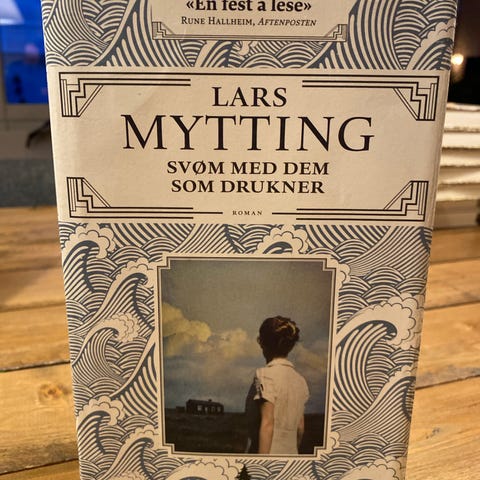 «En fest å lese»
RUNE HALLHEIM, AFTENPOSTEN
LARS
MYTTING
SVØM MED DEM
SOM DRUKNER
ROMAN